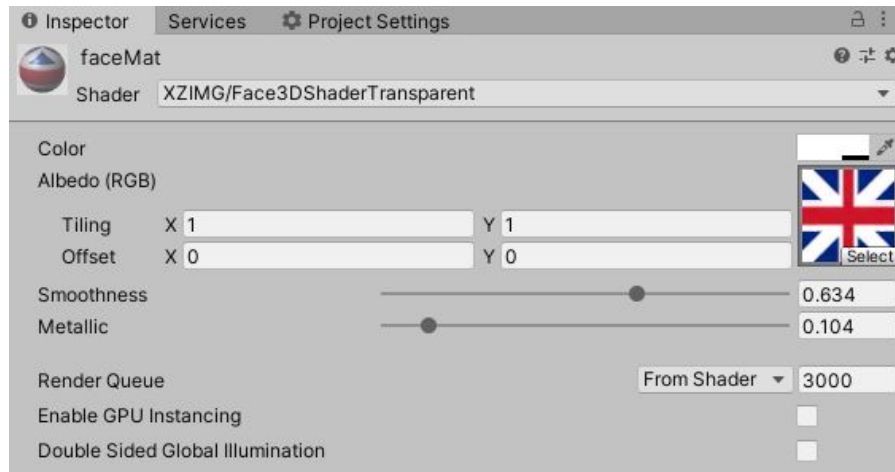 Inspector Services Project Settings
faceMat
Shader XZIMG/Face3DShaderTransparent
Color
Albedo (RGB)
Tiling X 1 Y 1
Offset X 0 Y 0
Select
Smoothness 0.634
Metallic 0.104
Render Queue From Shader 3000
Enable GPU Instancing
Double Sided Global Illumination